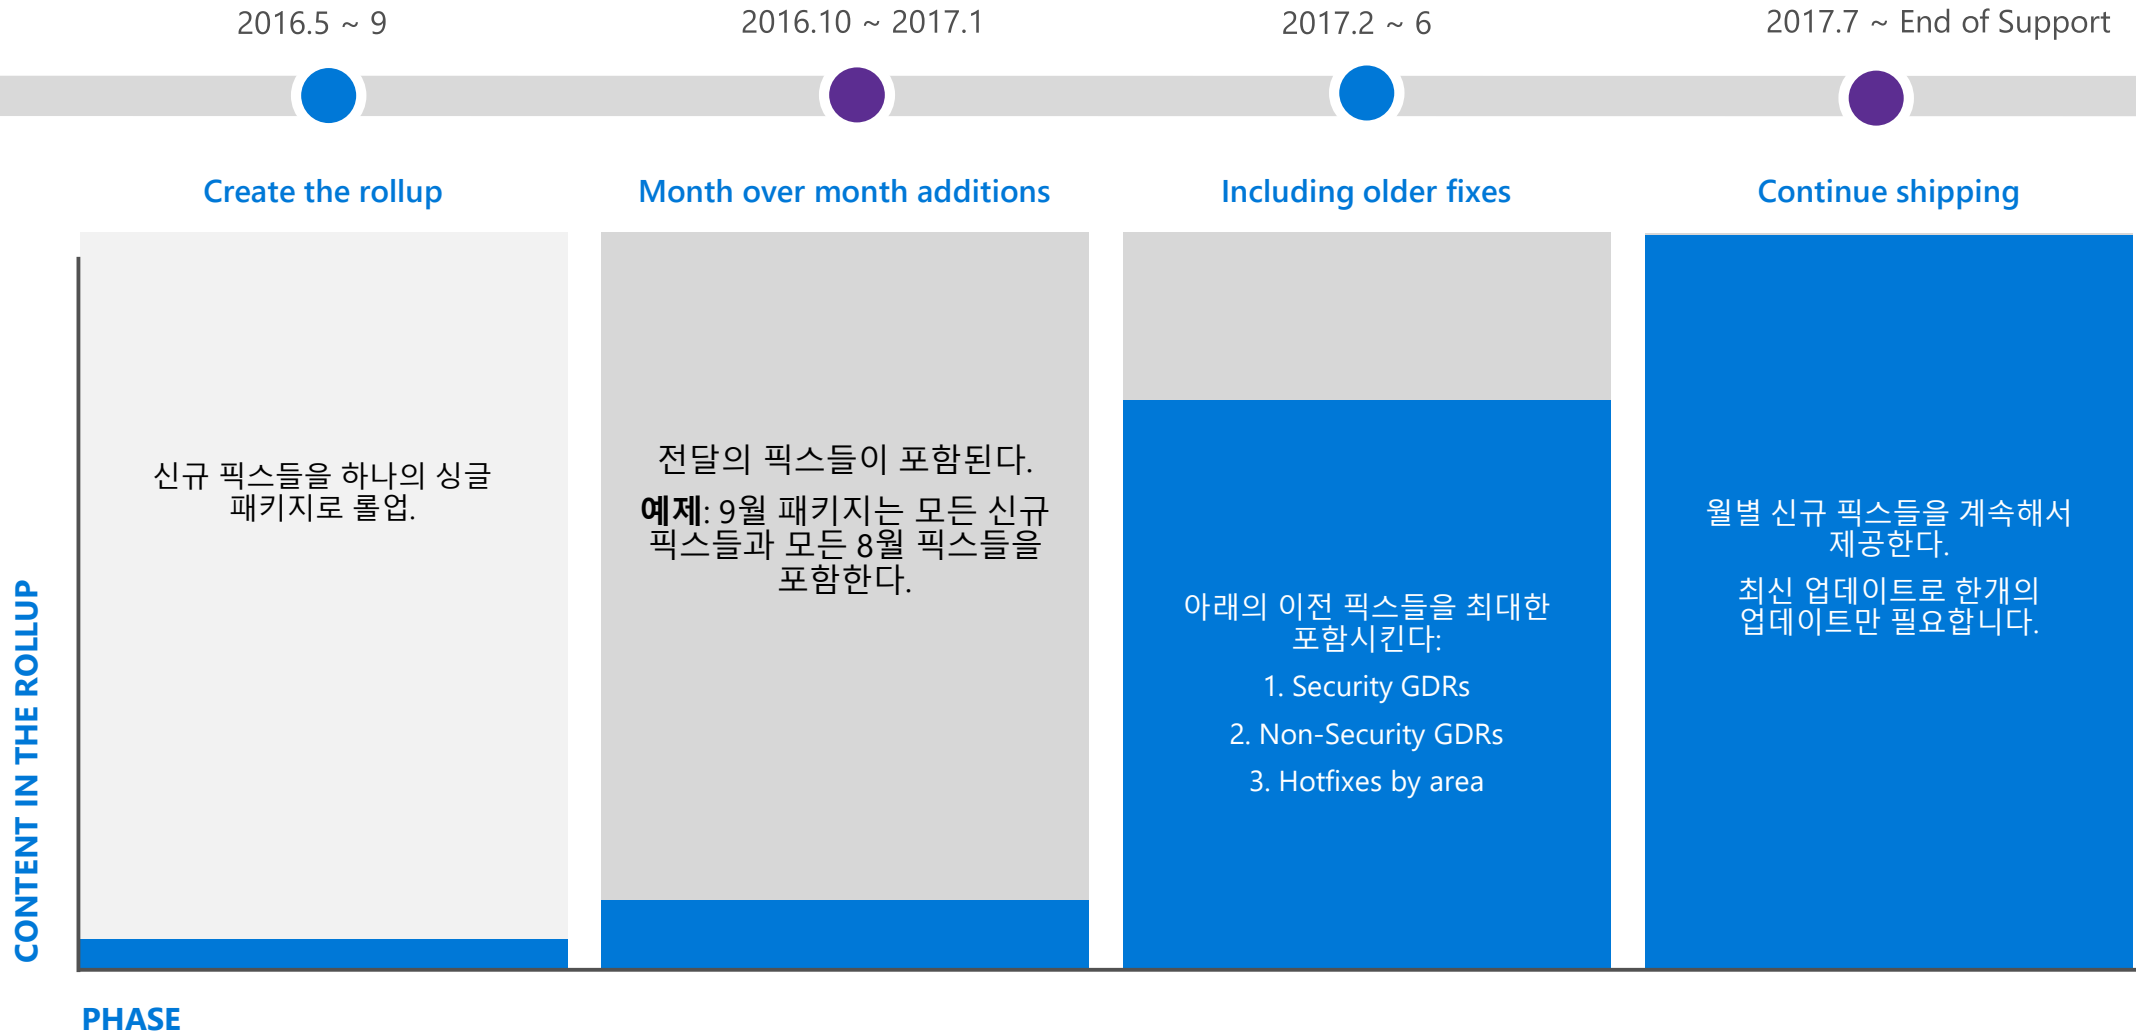 2016.5 ~ 9
2016.10 ~ 2017.1
2017.2 ~ 6
2017.7 ~ End of Support
Create the rollup
Month over month additions
Including older fixes
Continue shipping
신규 픽스들을 하나의 싱글
패키지로 롤업.
전달의 픽스들이 포함된다.
예제: 9월 패키지는 모든 신규
픽스들과 모든 8월 픽스들을
포함한다.
아래의 이전 픽스들을 최대한
포함시킨다:
1. Security GDRs
2. Non-Security GDRs
3. Hotfixes by area
월별 신규 픽스들을 계속해서
제공한다.
최신 업데이트로 한개의
업데이트만 필요합니다.
CONTENT IN THE ROLLUP
PHASE